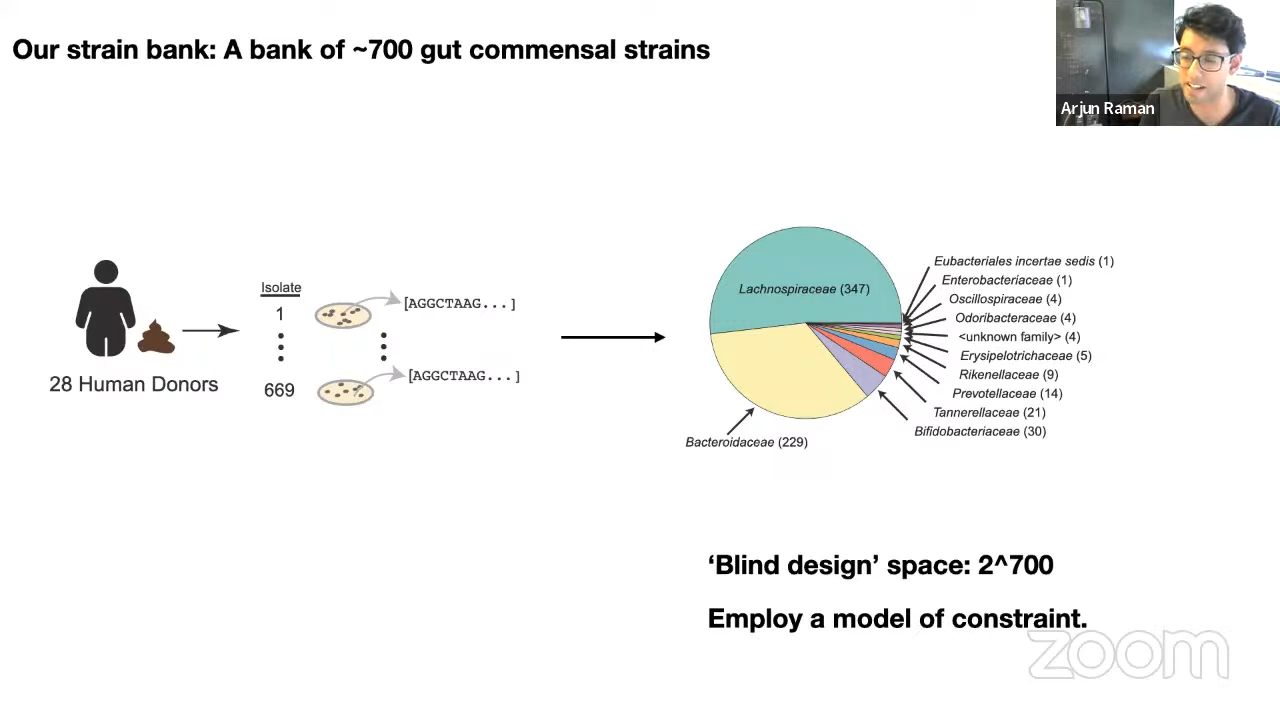 Our strain bank: A bank of ~700 gut commensal strains
Arjun Raman
28 Human Donors
Isolate
1
669
[AGGCTAAG...]
[AGGCTAAG...]
Lachnospiraceae (347)
Bacteroidaceae (229)
Eubacteriales incertae sedis (1)
Enterobacteriaceae (1)
Oscillospiraceae (4)
Odoribacteraceae (4)
<unknown family> (4)
Erysipelotrichaceae (5)
Rikenellaceae (9)
Prevotellaceae (14)
Tannerellaceae (21)
Bifidobacteriaceae (30)
‘Blind design’ space: 2^700
Employ a model of constraint.
zoom